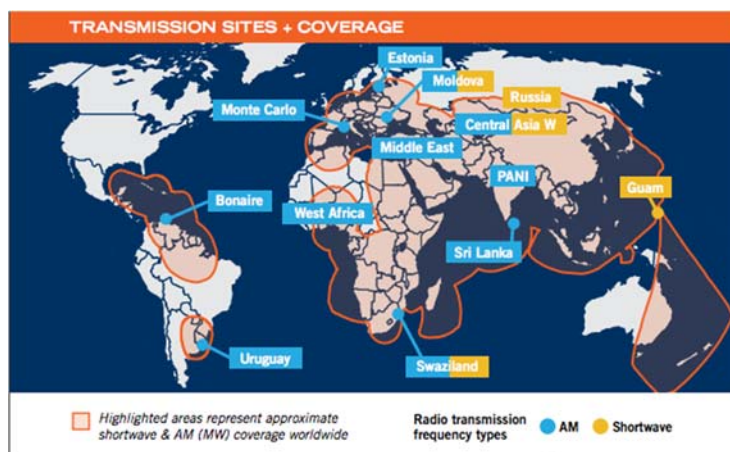 TRANSMISSION SITES + COVERAGE
Estonia
Moldova
Russia
Monte Carlo
Central Asia W
Middle East
PANI
Guam
Bonaire
West Africa
Sri Lanka
Uruguay
Swaziland
Highlighted areas represent approximate
shortwave & AM (MW) coverage worldwide
Radio transmission
frequency types
AM
Shortwave